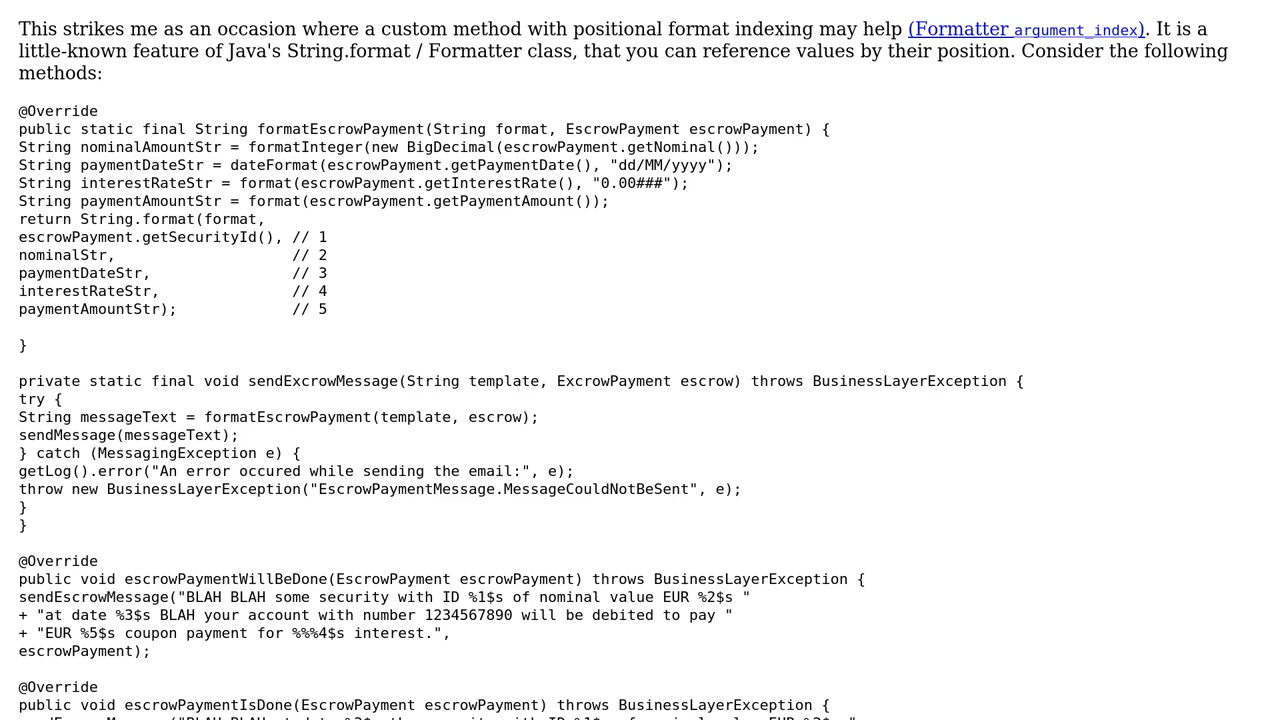 This strikes me as an occasion where a custom method with positional format indexing may help (Formatter argument_index). It is a
little-known feature of Java's String.format / Formatter class, that you can reference values by their position. Consider the following
methods:
@Override
public static final String formatEscrowPayment(String format, EscrowPayment escrowPayment) {
String nominalAmountStr = formatInteger(new BigDecimal(escrowPayment.getNominal()));
String paymentDateStr = dateFormat(escrowPayment.getPaymentDate(), "dd/MM/yyyy");
String interestRateStr = format(escrowPayment.getInterestRate(), "0.00###");
String paymentAmountStr = format(escrowPayment.getPaymentAmount());
return String.format(format,
escrowPayment.getSecurityId(), // 1
nominalStr,                    // 2
paymentDateStr,                // 3
interestRateStr,               // 4
paymentAmountStr);             // 5
}
private static final void sendExcrowMessage(String template, ExcrowPayment escrow) throws BusinessLayerException {
try {
String messageText = formatEscrowPayment(template, escrow);
sendMessage(messageText);
} catch (MessagingException e) {
getLog().error("An error occured while sending the email:", e);
throw new BusinessLayerException("EscrowPaymentMessage.MessageCouldNotBeSent", e);
}
}
@Override
public void escrowPaymentWillBeDone(EscrowPayment escrowPayment) throws BusinessLayerException {
sendEscrowMessage("BLAH BLAH some security with ID %1$s of nominal value EUR %2$s "
+ "at date %3$s BLAH your account with number 1234567890 will be debited to pay "
+ "EUR %5$s coupon payment for %%%4$s interest.",
escrowPayment);
@Override
public void escrowPaymentIsDone(EscrowPayment escrowPayment) throws BusinessLayerException {